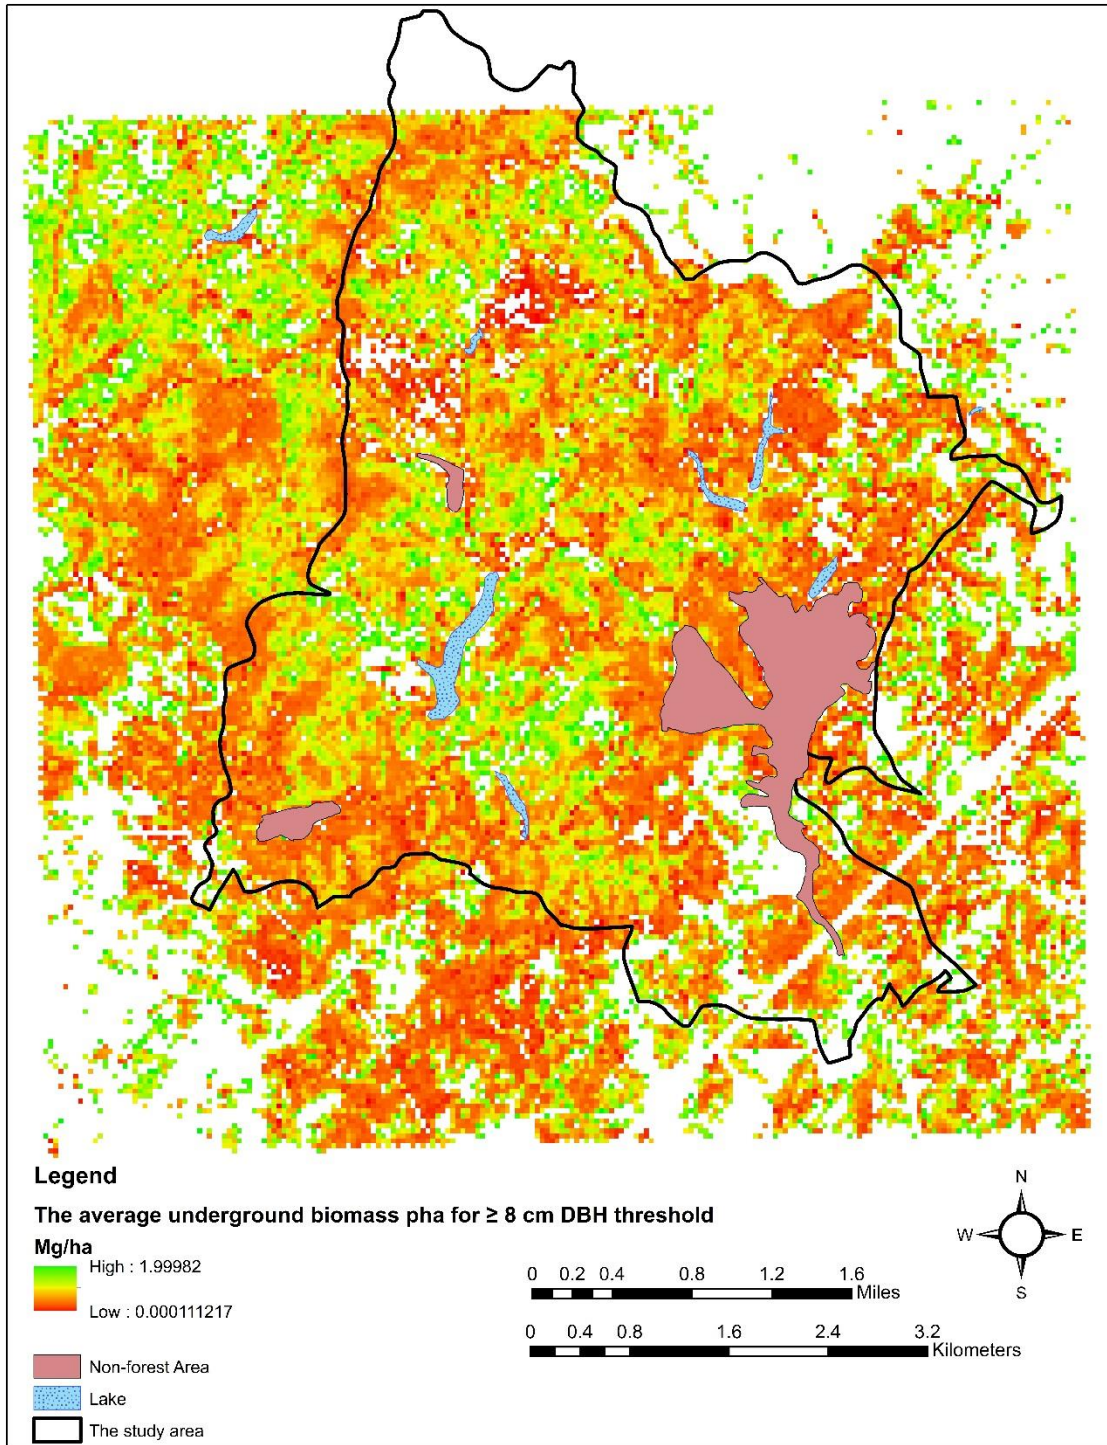 Legend
The average underground biomass pha for ≥ 8 cm DBH threshold
Mg/ha
High : 1.99982
Low : 0.000111217
Non-forest Area
Lake
The study area
0 0.2 0.4 0.8 1.2 1.6
Miles
0 0.4 0.8 1.6 2.4 3.2
Kilometers
N
W E
S